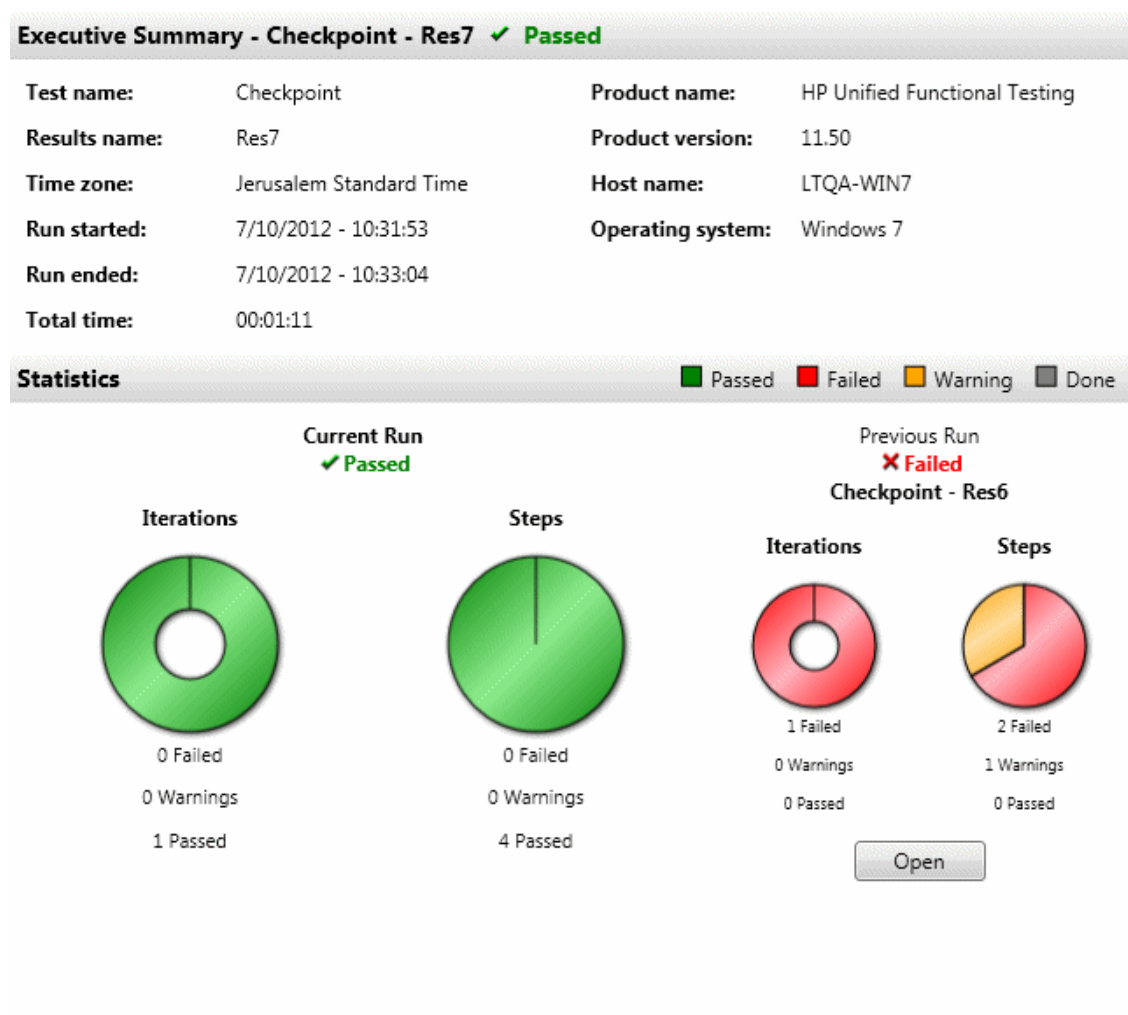 Executive Summary - Checkpoint - Res7 ✔ Passed
Test name: Checkpoint Product name: HP Unified Functional Testing
Results name: Res7 Product version: 11.50
Time zone: Jerusalem Standard Time Host name: LTQA-WIN7
Run started: 7/10/2012 - 10:31:53 Operating system: Windows 7
Run ended: 7/10/2012 - 10:33:04
Total time: 00:01:11
Statistics Passed Failed Warning Done
Current Run
✔ Passed
Iterations
0 Failed
0 Warnings
1 Passed
Steps
0 Failed
0 Warnings
4 Passed
Previous Run
✖ Failed
Checkpoint - Res6
Iterations
1 Failed
0 Warnings
0 Passed
Steps
2 Failed
1 Warnings
0 Passed
Open